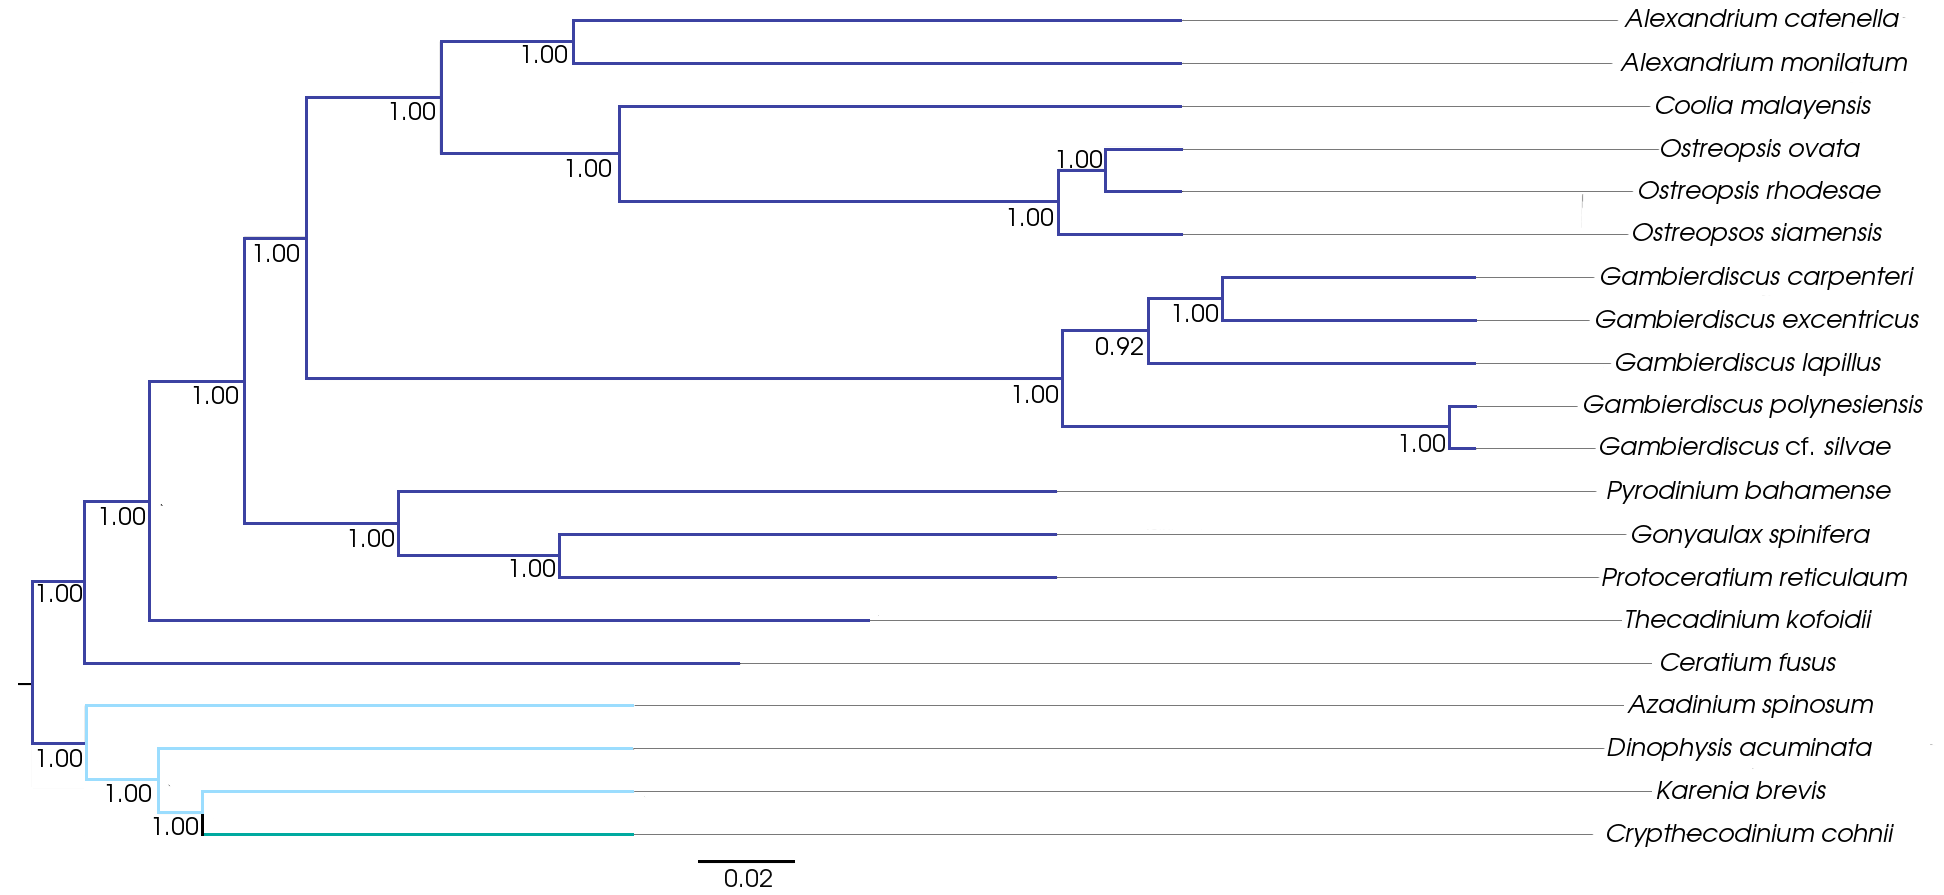 Alexandrium catenella
1.00
Alexandrium monilatum
1.00
Coolia malayensis
1.00
Ostreopsis ovata
1.00
Ostreopsis rhodesae
1.00
Ostreopsos siamensis
1.00
Gambierdiscus carpenteri
1.00
Gambierdiscus excentricus
0.92
Gambierdiscus lapillus
1.00
1.00
Gambierdiscus polynesiensis
1.00
Gambierdiscus cf. silvae
Pyrodinium bahamense
1.00
1.00
Gonyaulax spinifera
1.00
Protoceratium reticulaum
1.00
Thecadinium kofoidii
Ceratium fusus
Azadinium spinosum
Dinophysis acuminata
1.00
Karenia brevis
1.00
1.00
Crypthecodinium cohnii
0.02